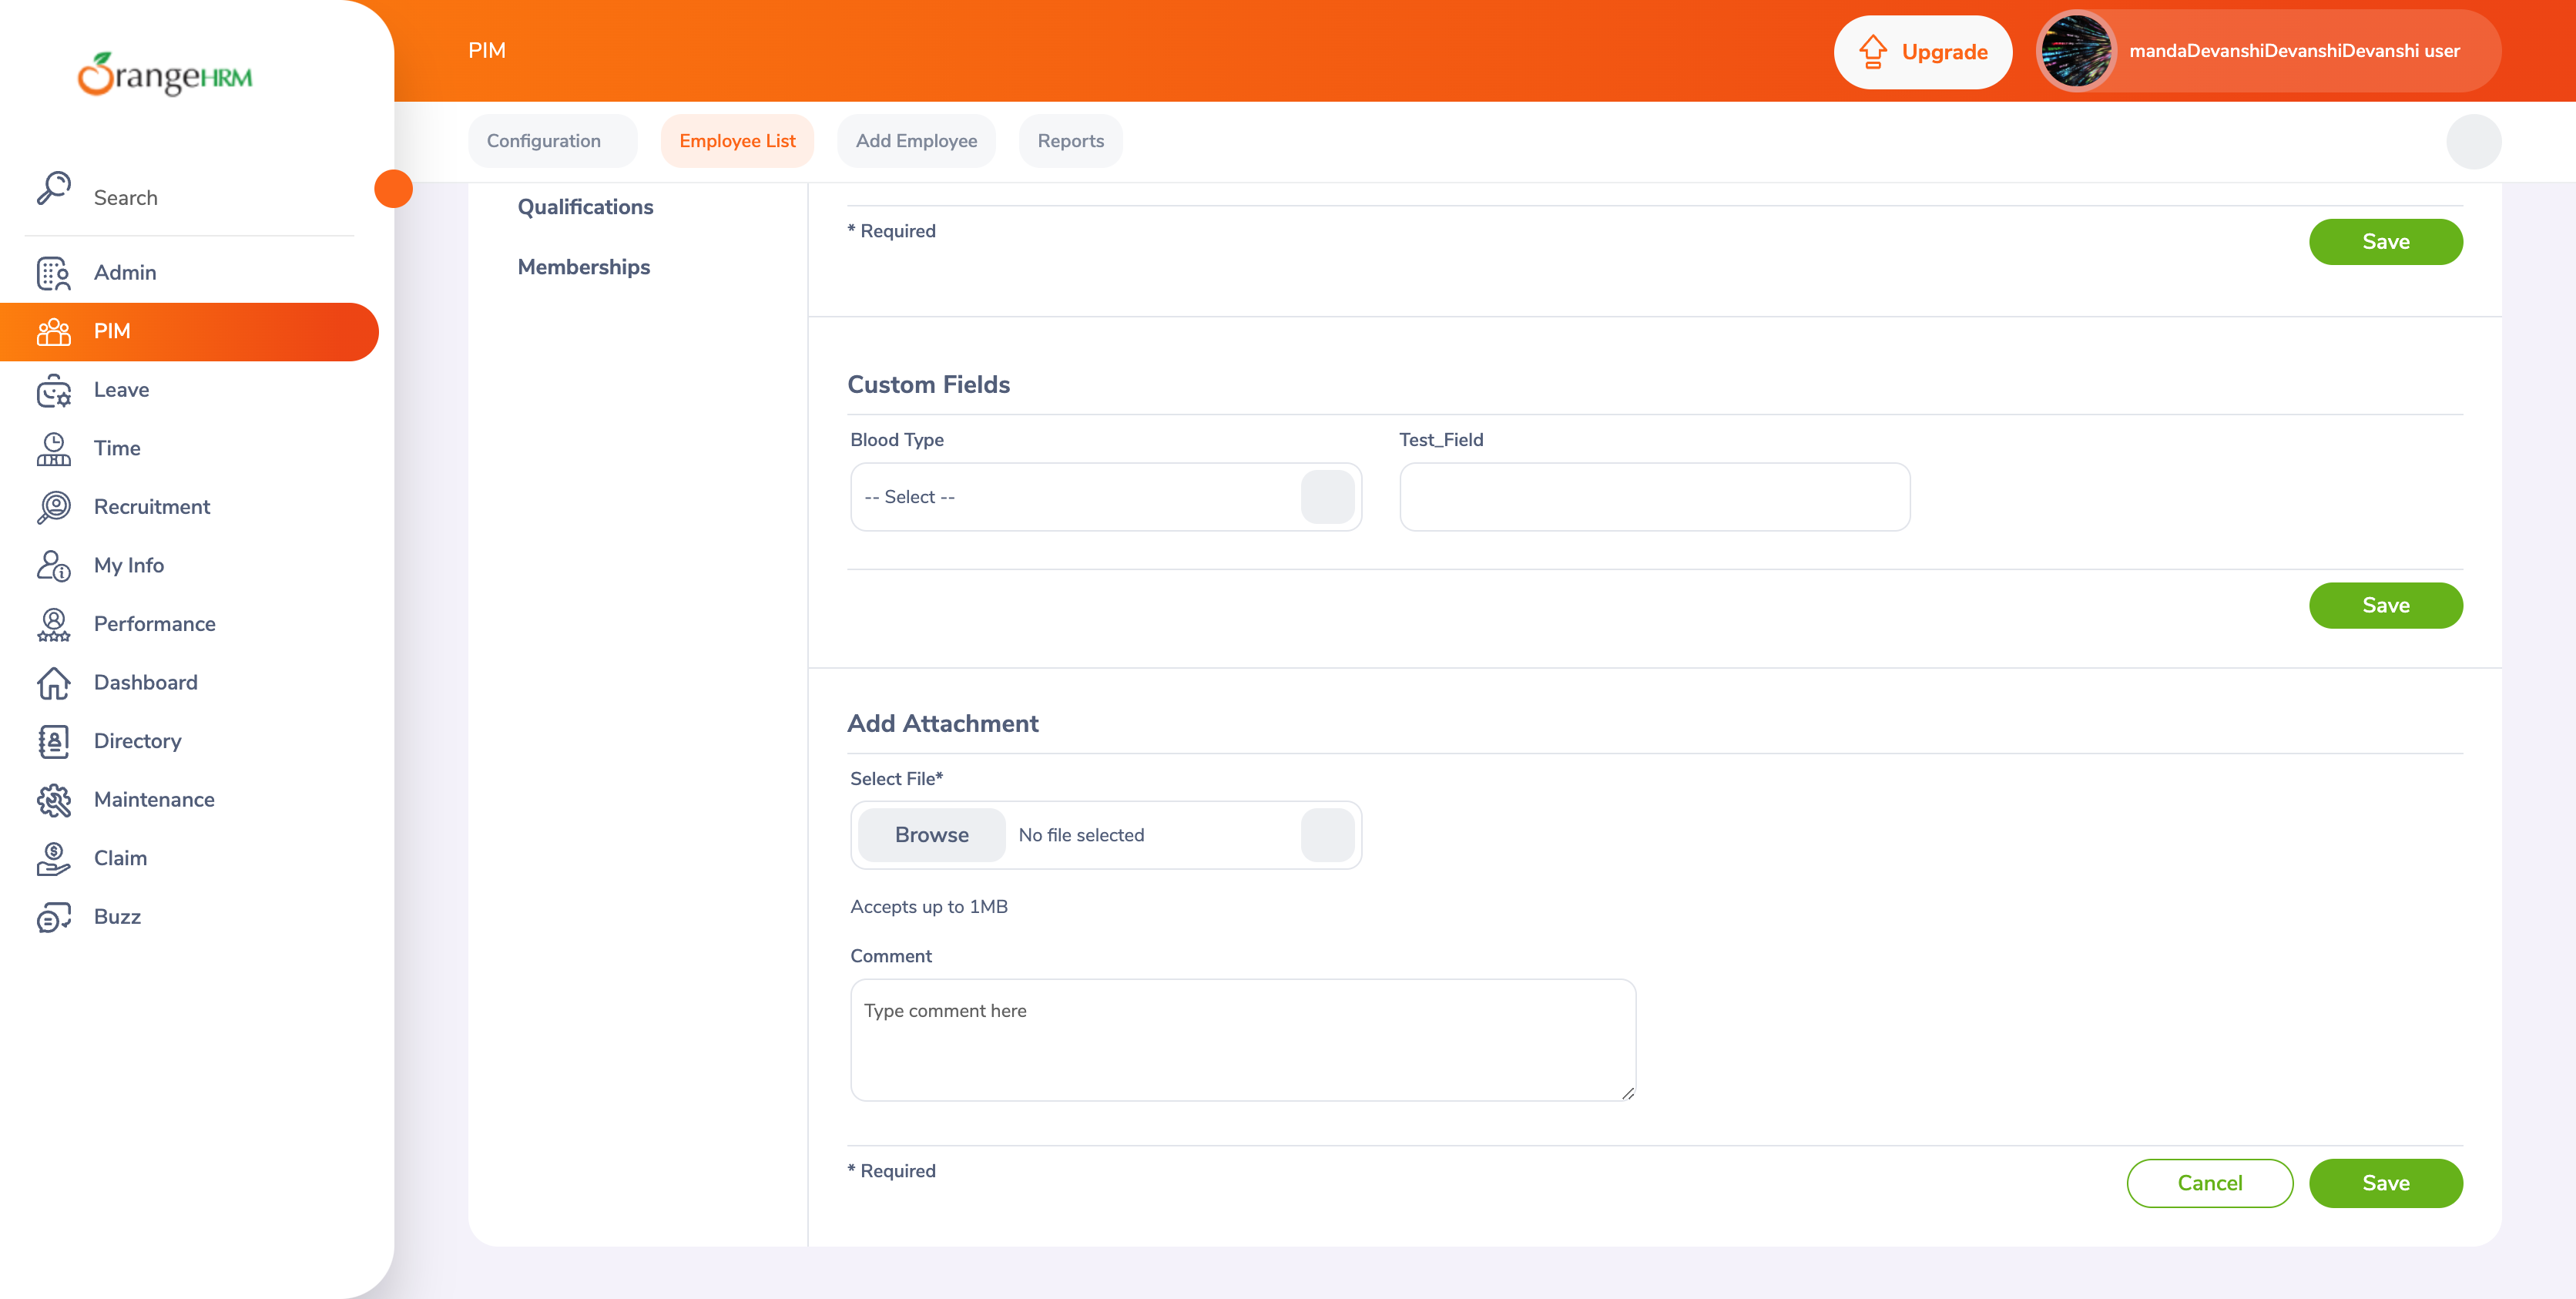 OrangeHRM
PIM
Upgrade
mandaDevanshiDevanshiDevanshi user
Configuration
Employee List
Add Employee
Reports
Search
Admin
PIM
Leave
Time
Recruitment
My Info
Performance
Dashboard
Directory
Maintenance
Claim
Buzz
Qualifications
Memberships
* Required
Save
Custom Fields
Blood Type
Test_Field
-- Select --
Save
Add Attachment
Select File*
Browse
No file selected
Accepts up to 1MB
Comment
Type comment here
* Required
Cancel
Save